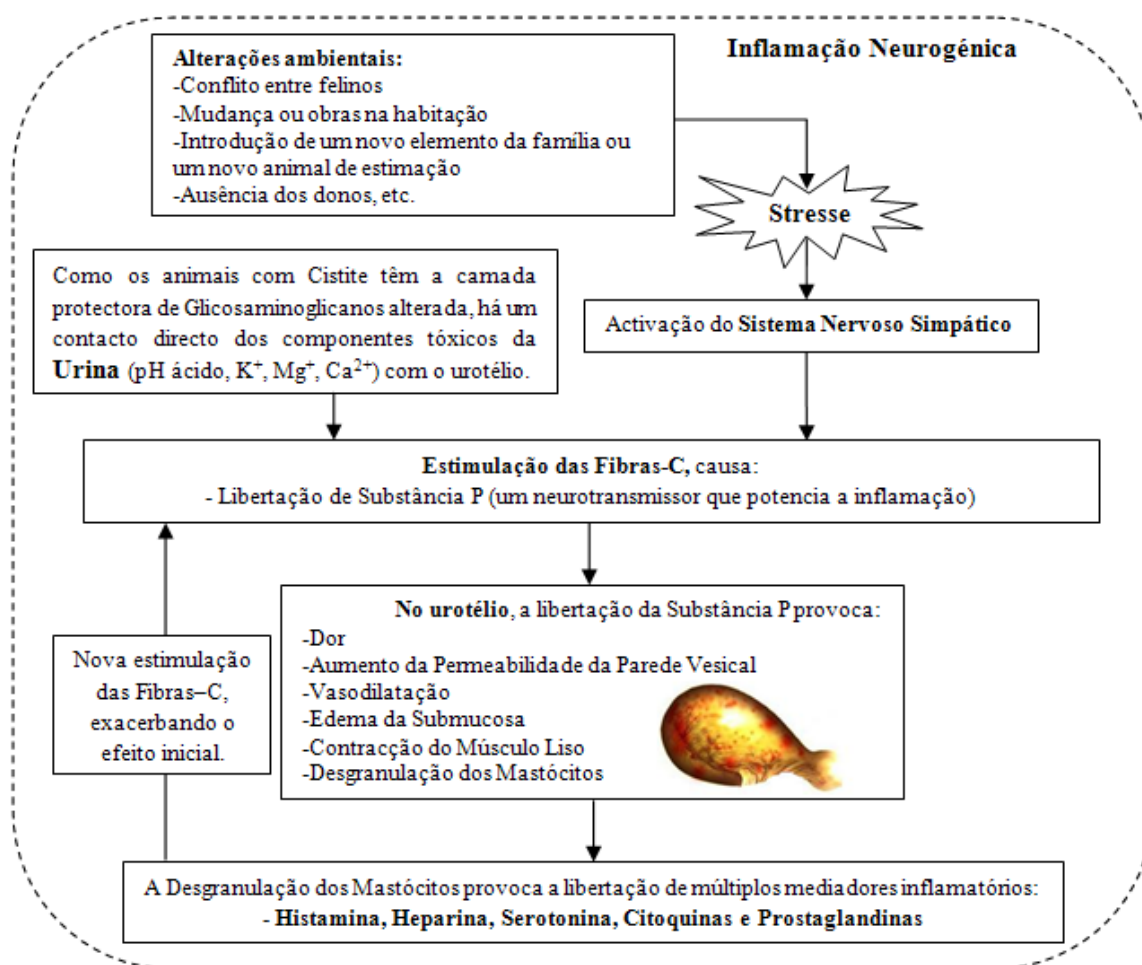 Inflamação Neurogénica
Alterações ambientais:
-Conflito entre felinos
-Mudança ou obras na habitação
-Introdução de um novo elemento da família ou
um novo animal de estimação
-Ausência dos donos, etc.
Stresse
Como os animais com Cistite têm a camada
protectora de Glicosaminoglicanos alterada, há um
contacto directo dos componentes tóxicos da
Urina (pH ácido, K⁺, Mg⁺, Ca²⁺) com o urotélio.
Activação do Sistema Nervoso Simpático
Estimulação das Fibras-C, causa:
- Libertação de Substância P (um neurotransmissor que potencia a inflamação)
No urotélio, a libertação da Substância P provoca:
-Dor
-Aumento da Permeabilidade da Parede Vesical
-Vasodilatação
-Edema da Submucosa
-Contracção do Músculo Liso
-Desgranulação dos Mastócitos
Nova estimulação
das Fibras–C,
exacerbando o
efeito inicial.
A Desgranulação dos Mastócitos provoca a libertação de múltiplos mediadores inflamatórios:
- Histamina, Heparina, Serotonina, Citoquinas e Prostaglandinas